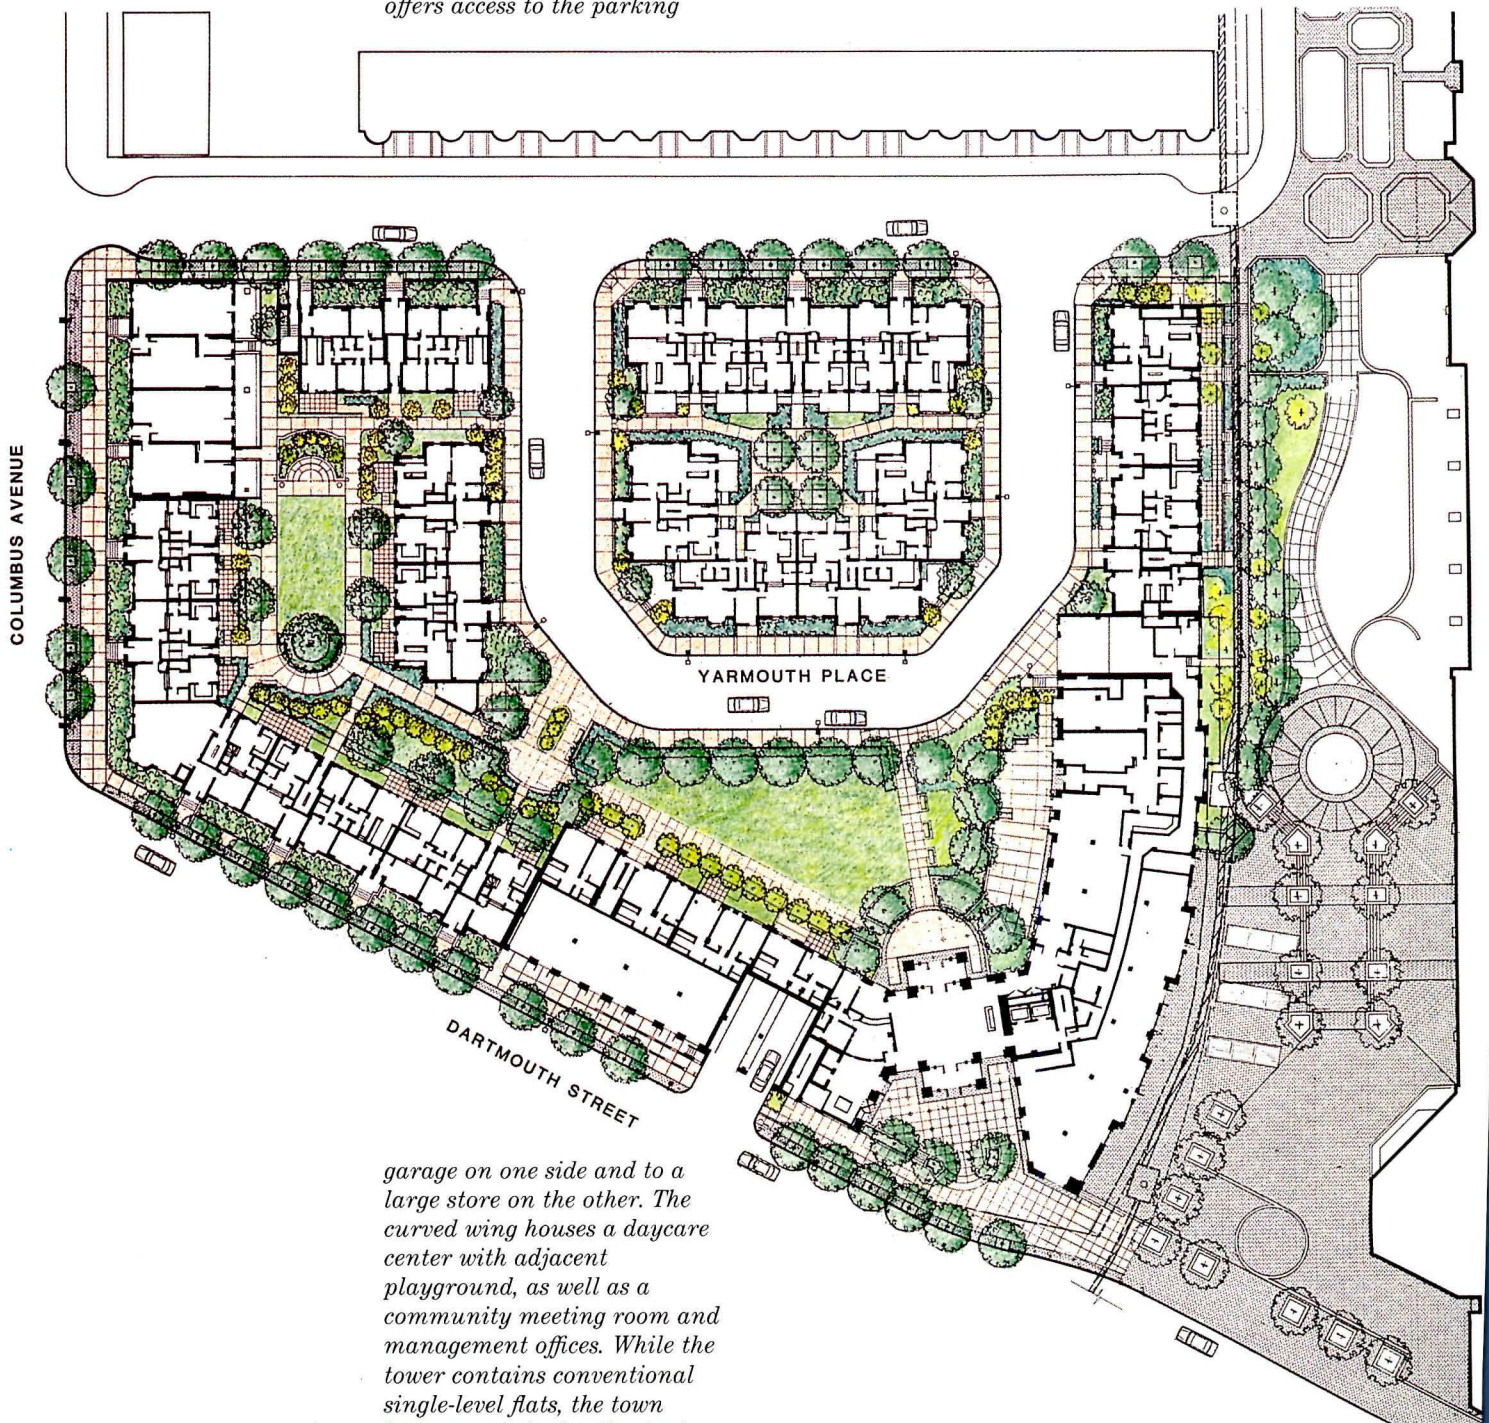 offers access to the parking
COLUMBUS AVENUE
YARMOUTH PLACE
DARTMOUTH STREET
garage on one side and to a
large store on the other. The
curved wing houses a daycare
center with adjacent
playground, as well as a
community meeting room and
management offices. While the
tower contains conventional
single-level flats, the town